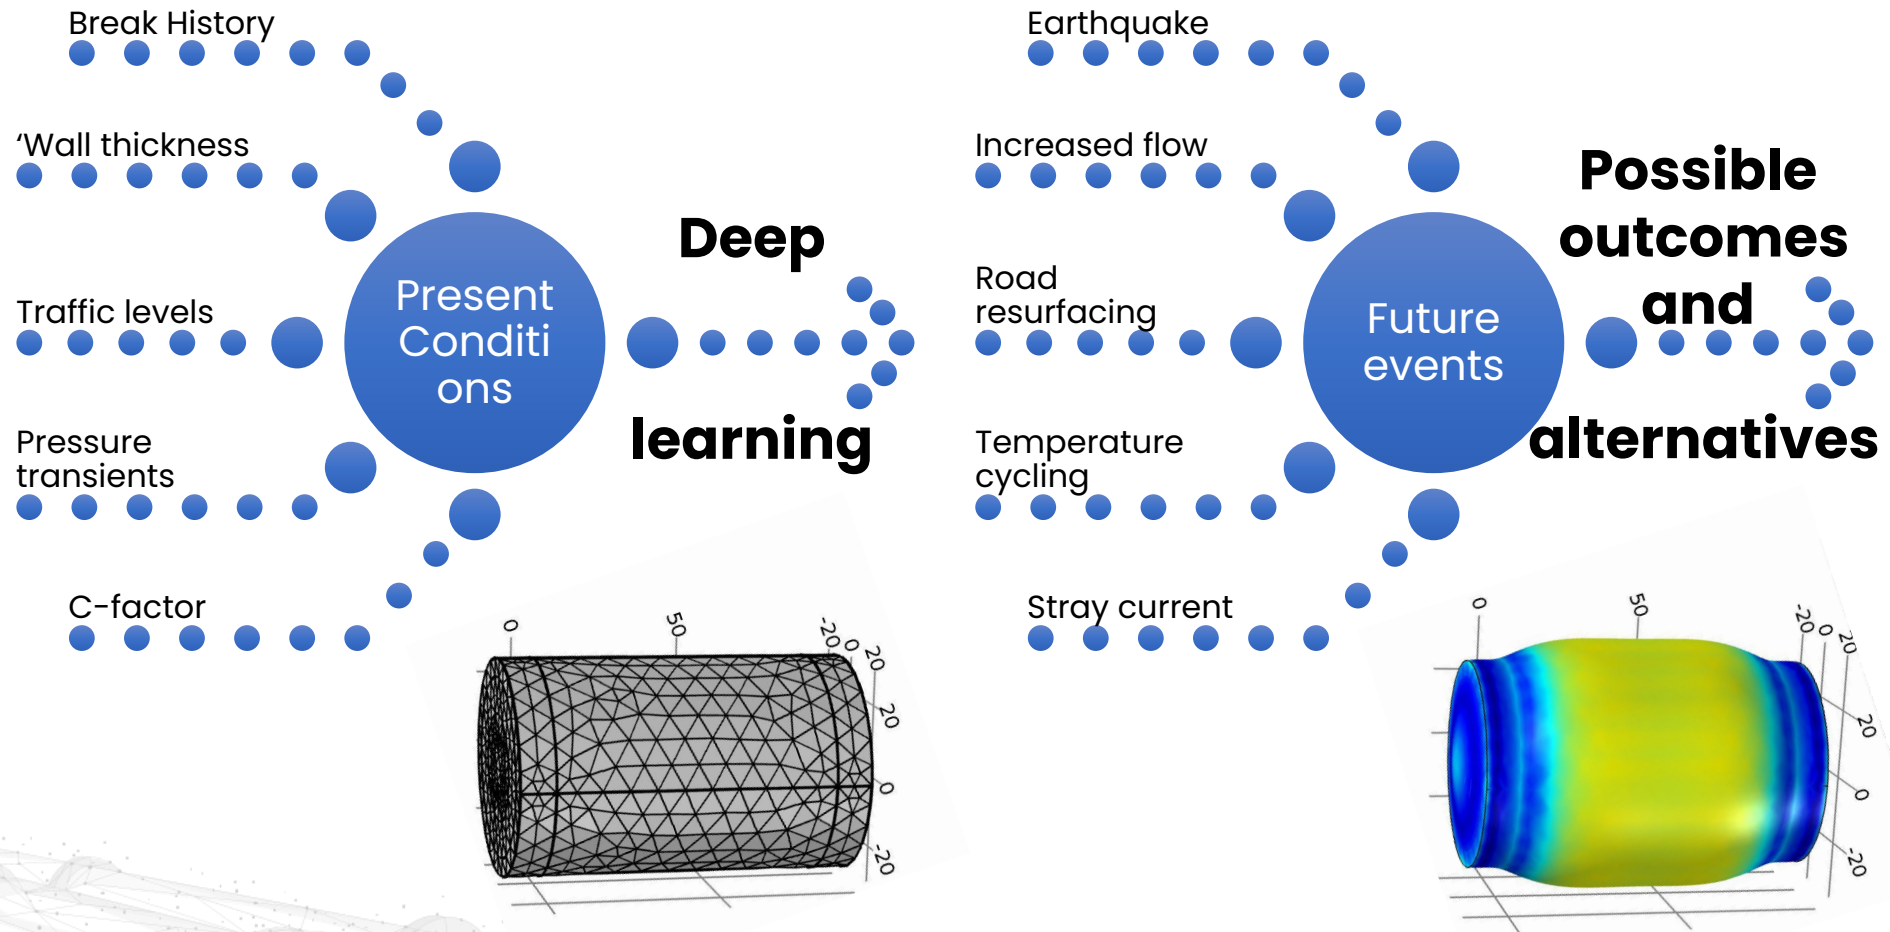 Break History
‘Wall thickness
Traffic levels
Pressure
transients
C-factor
Present
Conditi
ons
Deep
learning
0
50
-20
0
20
20
0
-20
Earthquake
Increased flow
Road
resurfacing
Temperature
cycling
Stray current
Future
events
Possible
outcomes
and
alternatives
0
50
-20
0
20
20
0
-20